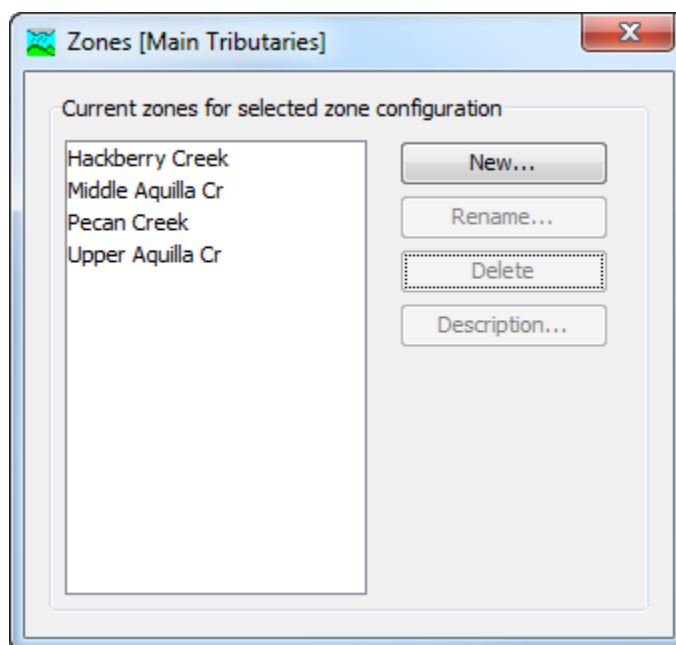 Zones [Main Tributaries]
Current zones for selected zone configuration
Hackberry Creek
Middle Aquilla Cr
Pecan Creek
Upper Aquilla Cr
New...
Rename...
Delete
Description...